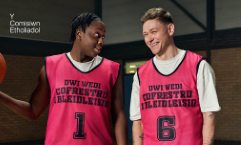 Y
Comisiwn
Etholiadol
DWI WEDI
COFRESTRU
I BLEIDLEISIO
1
DWI WEDI
COFRESTRU
I BLEIDLEISIO
6